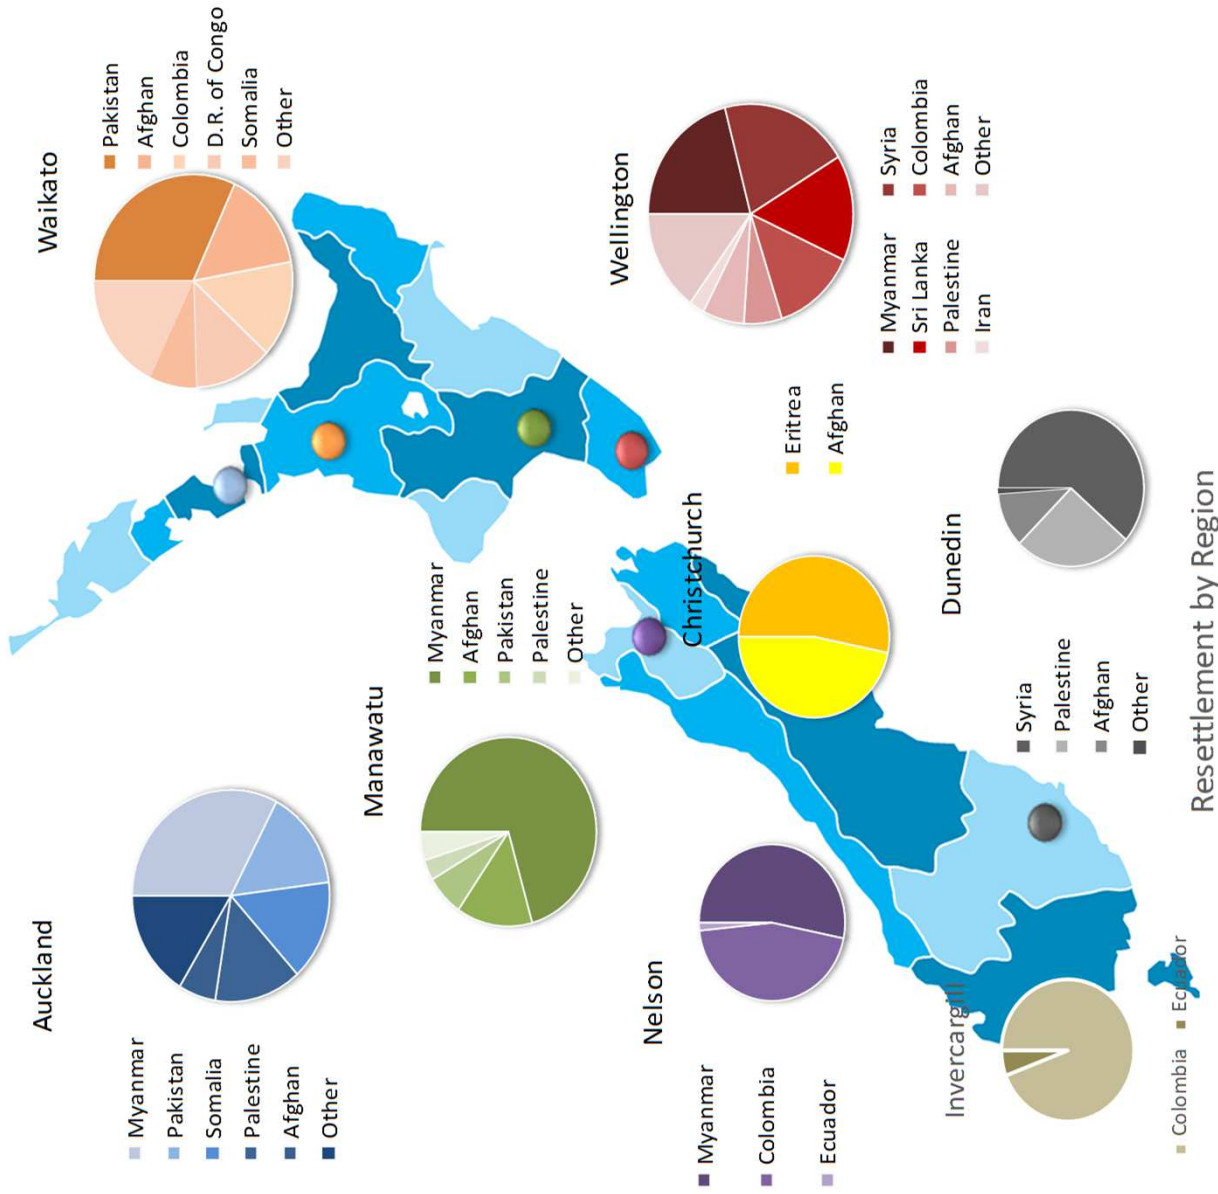 Auckland
Myanmar
Pakistan
Somalia
Palestine
Afghan
Other
Waikato
Pakistan
Afghan
Colombia
D.R. of Congo
Somalia
Other
Manawatu
Myanmar
Afghan
Pakistan
Palestine
Other
Wellington
Myanmar Syria
Sri Lanka Colombia
Palestine Afghan
Iran Other
Nelson
Myanmar
Colombia
Ecuador
Christchurch
Eritrea
Afghan
Dunedin
Syria
Palestine
Afghan
Other
Invercargill
Colombia Ecuador
Resettlement by Region